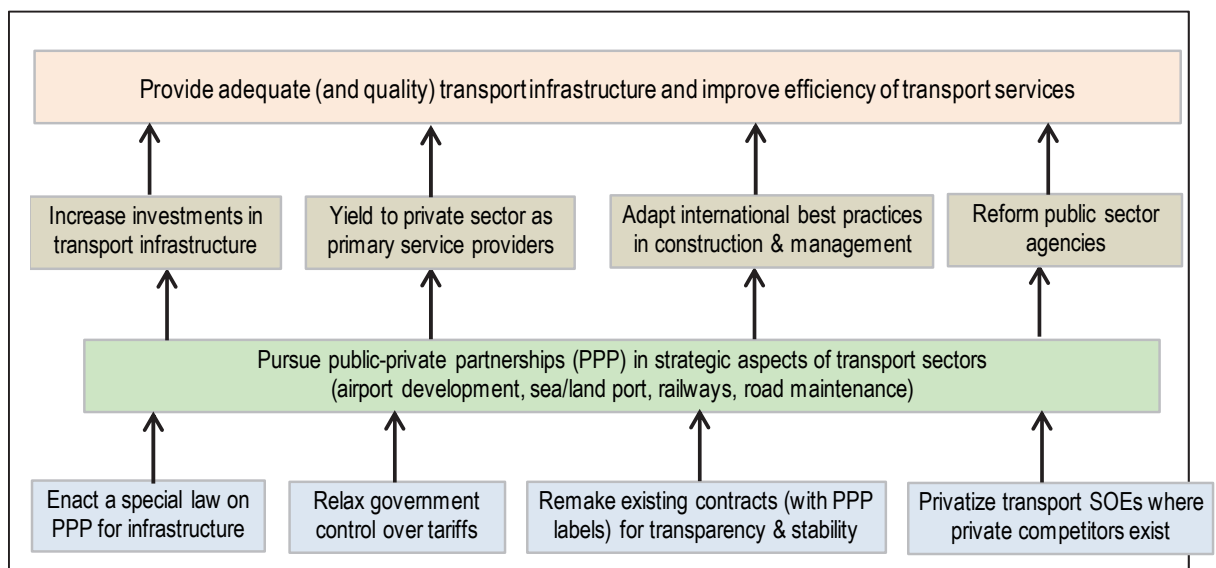 Provide adequate (and quality) transport infrastructure and improve efficiency of transport services
Increase investments in
transport infrastructure
Yield to private sector as
primary service providers
Adapt international best practices
in construction & management
Reform public sector
agencies
Pursue public-private partnerships (PPP) in strategic aspects of transport sectors
(airport development, sea/land port, railways, road maintenance)
Enact a special law on
PPP for infrastructure
Relax government
control over tariffs
Remake existing contracts (with PPP
labels) for transparency & stability
Privatize transport SOEs where
private competitors exist